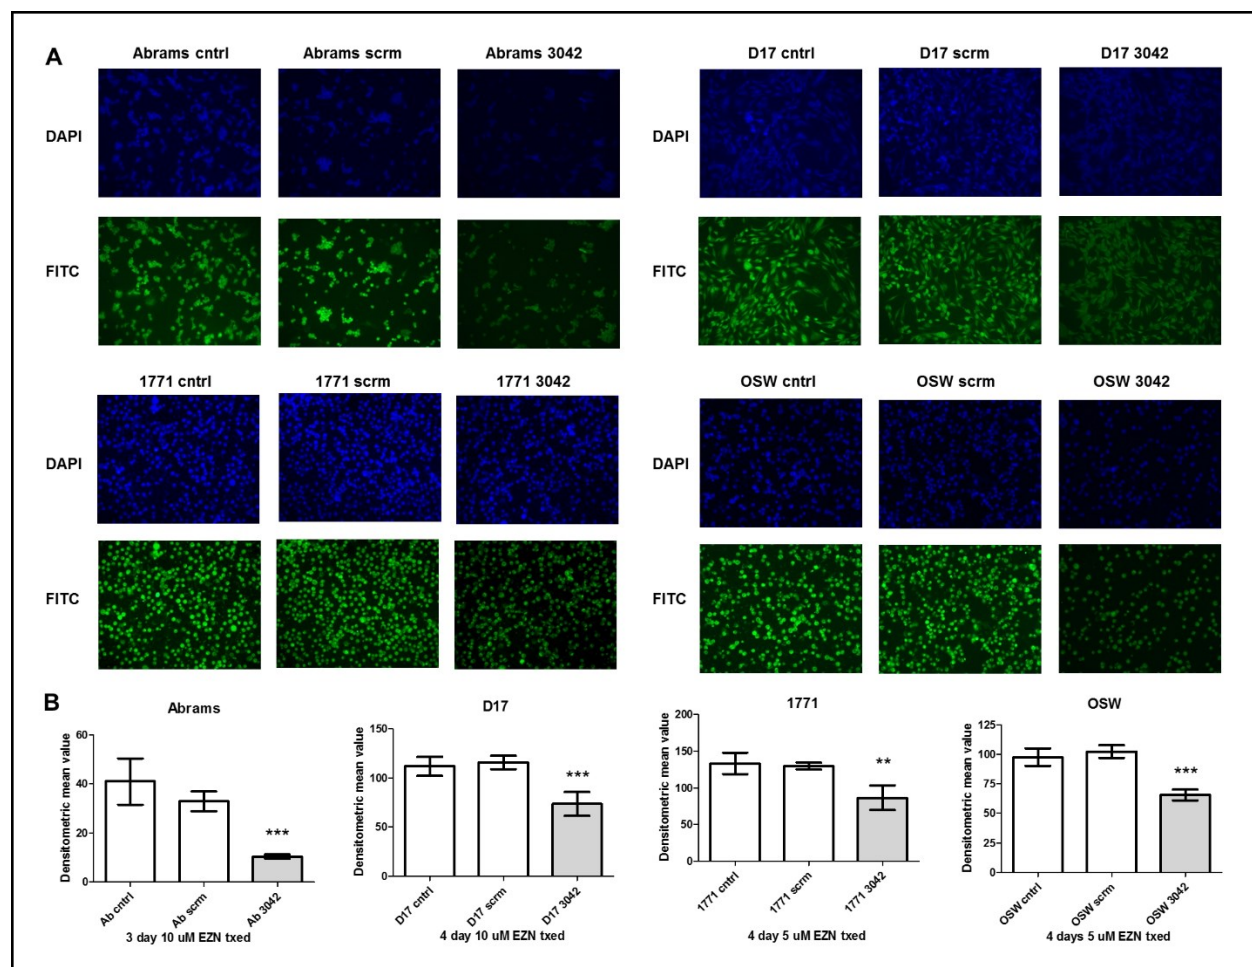 A
Abrams cntrl Abrams scrm Abrams 3042 D17 cntrl D17 scrm D17 3042
DAPI DAPI
FITC FITC
1771 cntrl 1771 scrm 1771 3042 OSW cntrl OSW scrm OSW 3042
DAPI DAPI
FITC FITC
B
Abrams
Densitometric mean value
60
40
20
0
***
Ab cntrl
Ab scrm
Ab 3042
3 day 10 uM EZN txed
D17
Densitometric mean value
150
100
50
0
***
D17 cntrl
D17 scrm
D17 3042
4 day 10 uM EZN txed
1771
Densitometric mean value
200
150
100
50
0
**
1771 cntrl
1771 scrm
1771 3042
4 day 5 uM EZN txed
OSW
Densitometric mean value
125
100
75
50
25
0
***
OSW cntrl
OSW scrm
OSW 3042
4 days 5 uM EZN txed